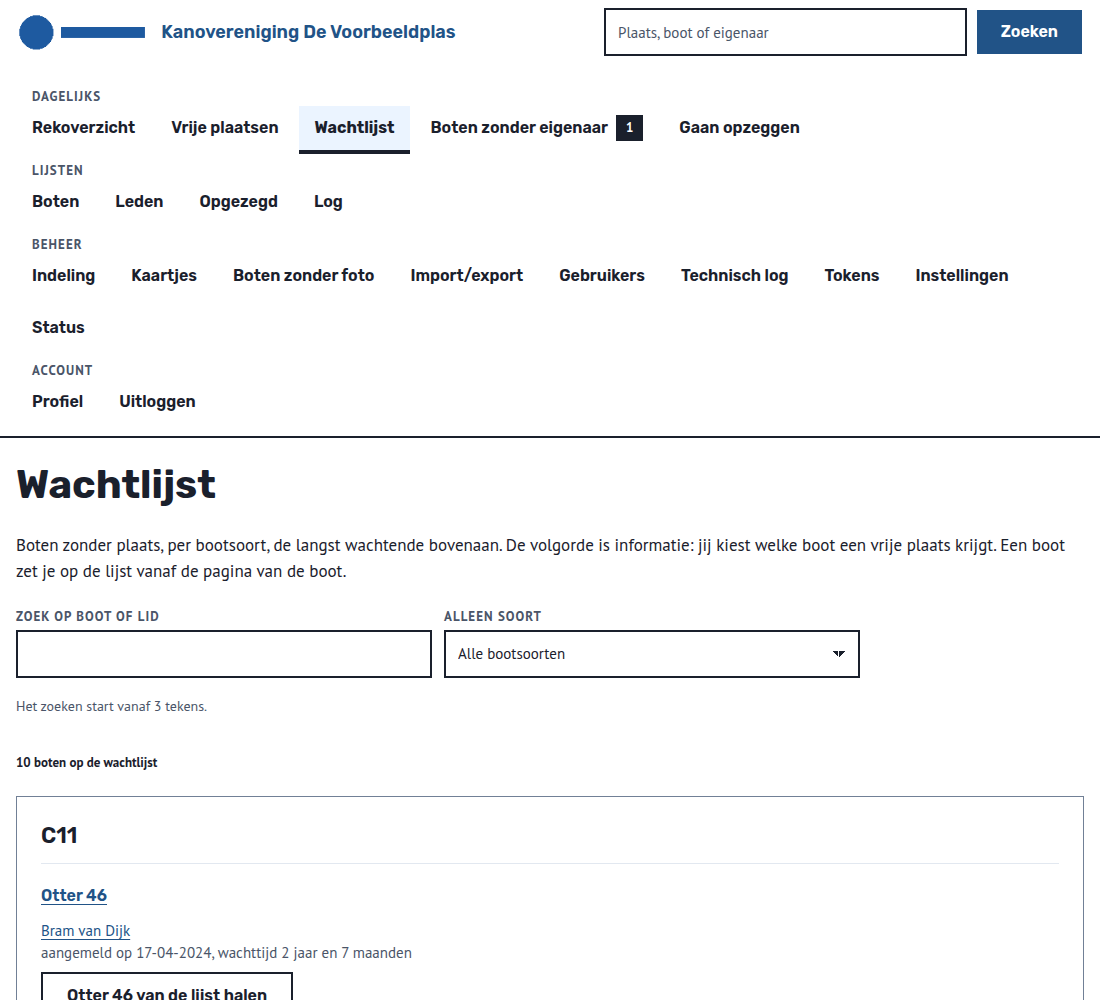 Kanovereniging De Voorbeeldplas
Plaats, boot of eigenaar
Zoeken
DAGELIJKS
Rekoverzicht Vrije plaatsen Wachtlijst Boten zonder eigenaar 1 Gaan opzeggen
LIJSTEN
Boten Leden Opgezegd Log
BEHEER
Indeling Kaartjes Boten zonder foto Import/export Gebruikers Technisch log Tokens Instellingen
Status
ACCOUNT
Profiel Uitloggen
Wachtlijst
Boten zonder plaats, per bootsoort, de langst wachtende bovenaan. De volgorde is informatie: jij kiest welke boot een vrije plaats krijgt. Een boot
zet je op de lijst vanaf de pagina van de boot.
ZOEK OP BOOT OF LID ALLEEN SOORT
Alle bootsoorten
Het zoeken start vanaf 3 tekens.
10 boten op de wachtlijst
C11
Otter 46
Bram van Dijk
aangemeld op 17-04-2024, wachttijd 2 jaar en 7 maanden
Otter 46 van de lijst halen